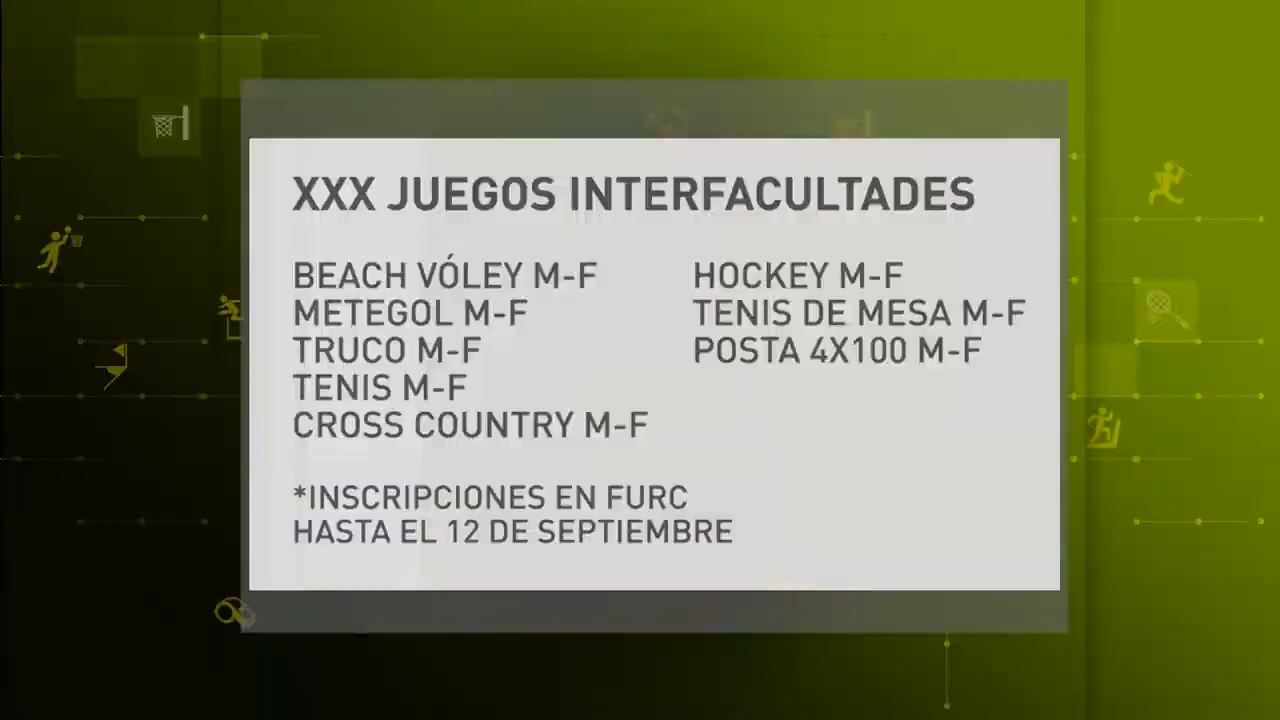 XXX JUEGOS INTERFACULTADES
BEACH VÓLEY M-F
METEGOL M-F
TRUCO M-F
TENIS M-F
CROSS COUNTRY M-F
HOCKEY M-F
TENIS DE MESA M-F
POSTA 4X100 M-F
*INSCRIPCIONES EN FURC
HASTA EL 12 DE SEPTIEMBRE